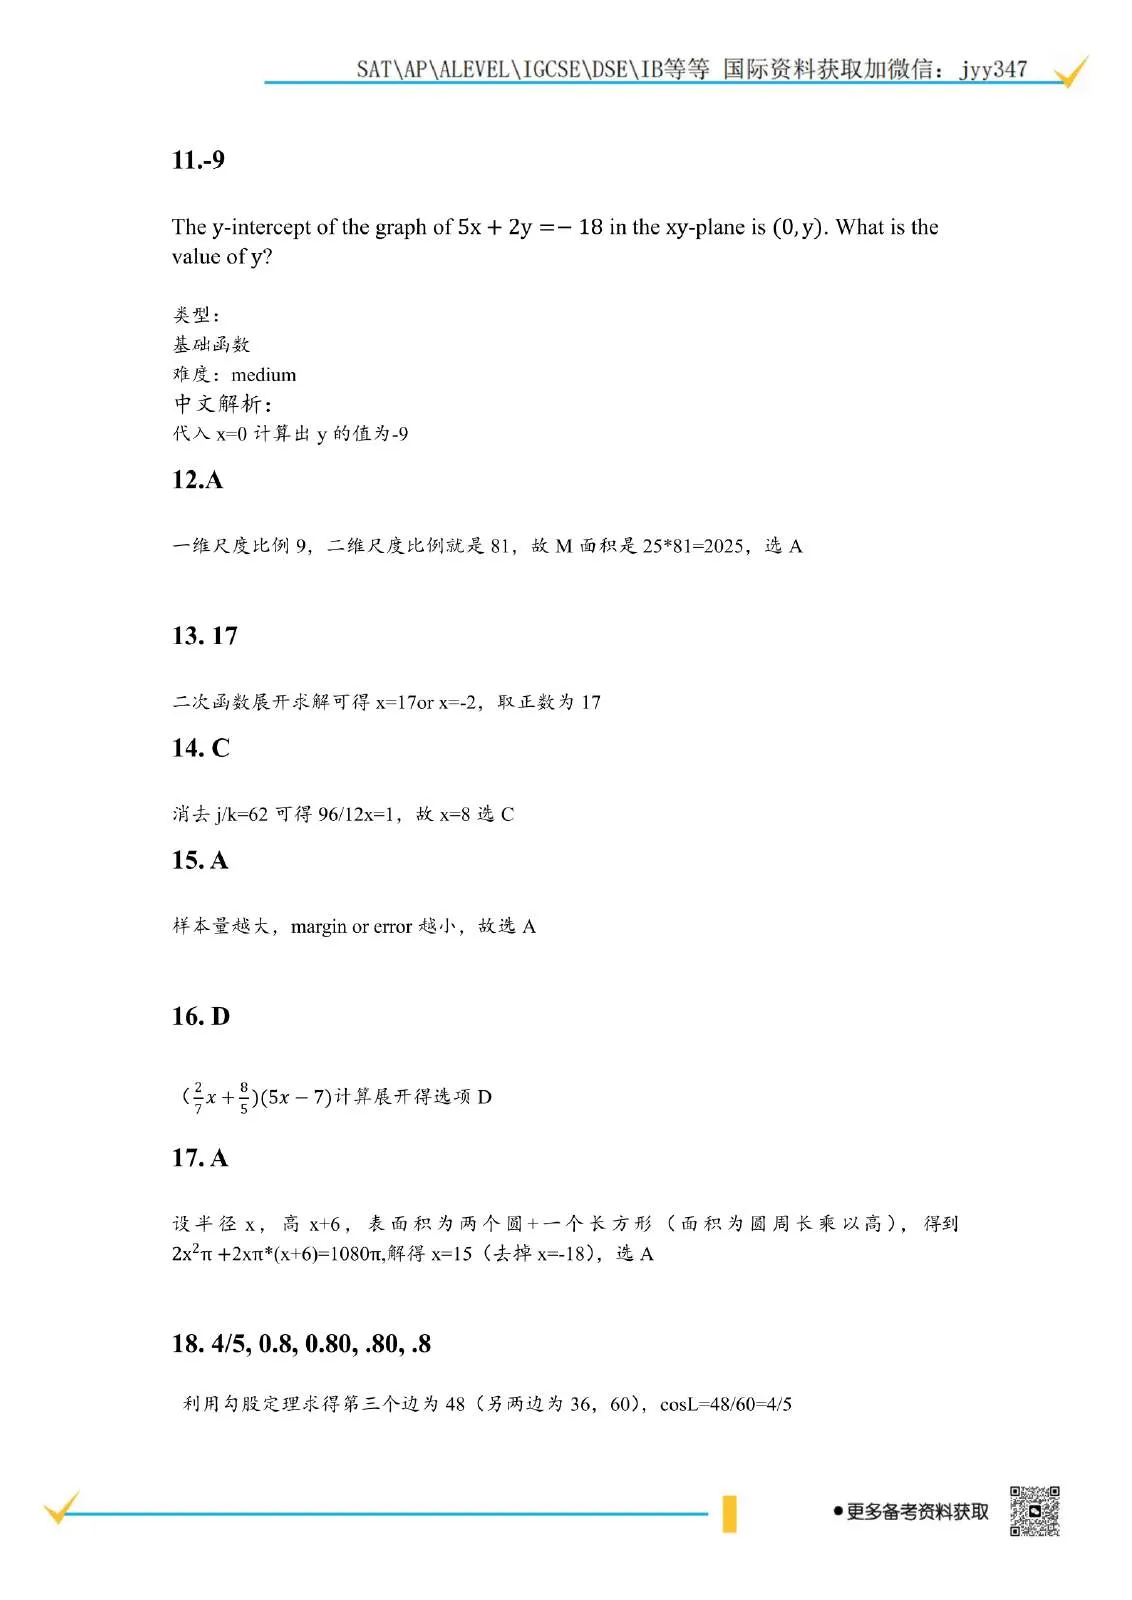 SAT\AP\ALEVEL\IGCSE\DSE\IB等等 国际资料获取加微信：jyy347
11.-9
The y-intercept of the graph of 5x + 2y =− 18 in the xy-plane is (0, y). What is the
value of y?
类型：
基础函数
难度：medium
中文解析：
代入 x=0 计算出 y 的值为-9
12.A
一维尺度比例 9，二维尺度比例就是 81，故 M 面积是 25*81=2025，选 A
13. 17
二次函数展开求解可得 x=17or x=-2，取正数为 17
14. C
消去 j/k=62 可得 96/12x=1，故 x=8 选 C
15. A
样本量越大，margin or error 越小，故选 A
16. D
（2/7 x + 8/5)(5x − 7)计算展开得选项 D
17. A
设半径 x，高 x+6，表面积为两个圆+一个长方形（面积为圆周长乘以高），得到
2x²π +2xπ*(x+6)=1080π,解得 x=15（去掉 x=-18），选 A
18. 4/5, 0.8, 0.80, .80, .8
利用勾股定理求得第三个边为 48（另两边为 36，60），cosL=48/60=4/5
●更多备考资料获取